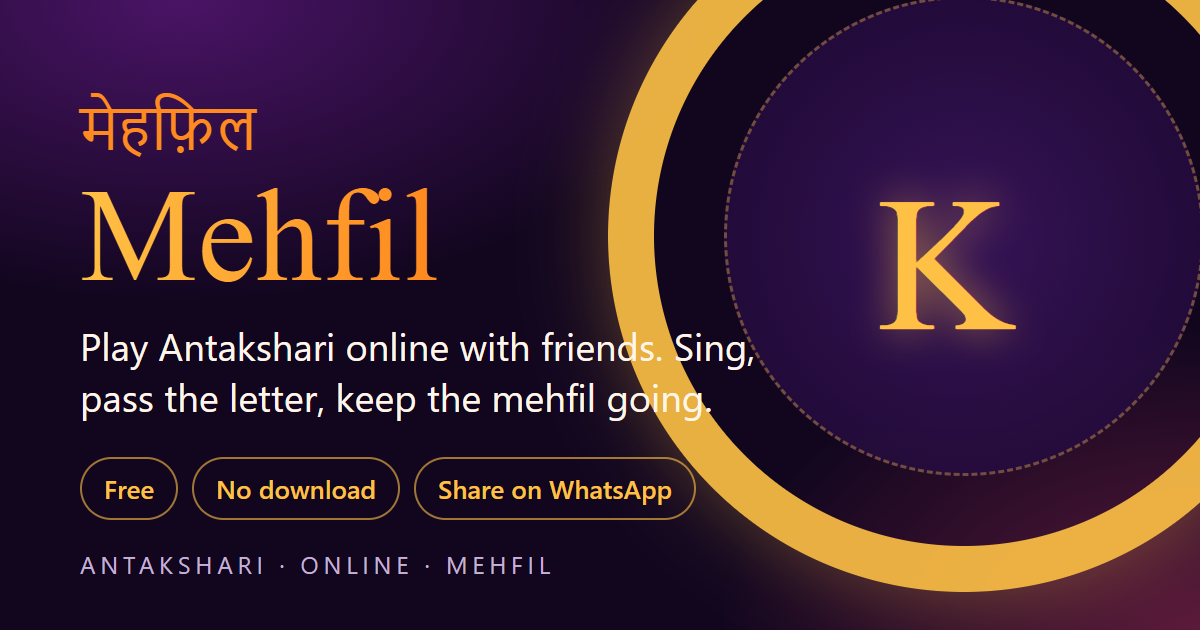 मेहफ़िल
Mehfil
K
Play Antakshari online with friends. Sing,
pass the letter, keep the mehfil going.
Free
No download
Share on WhatsApp
ANTAKSHARI · ONLINE · MEHFIL